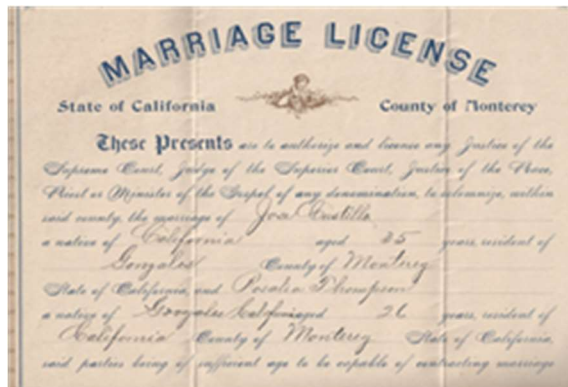 MARRIAGE LICENSE
State of California County of Monterey
These Presents are to authorize and license any Justice of the
Supreme Court, Judge of the Superior Court, Justice of the Peace,
Priest or Minister of the Gospel of any denomination, to solemnize, within
said county, the marriage of Jose Castillo
a native of California aged 35 years, resident of
Gonzales County of Monterey
State of California, and Rosalia Thompson
a native of Gonzales California aged 26 years, resident of
California County of Monterey State of California,
said parties being of sufficient age to be capable of contracting marriage